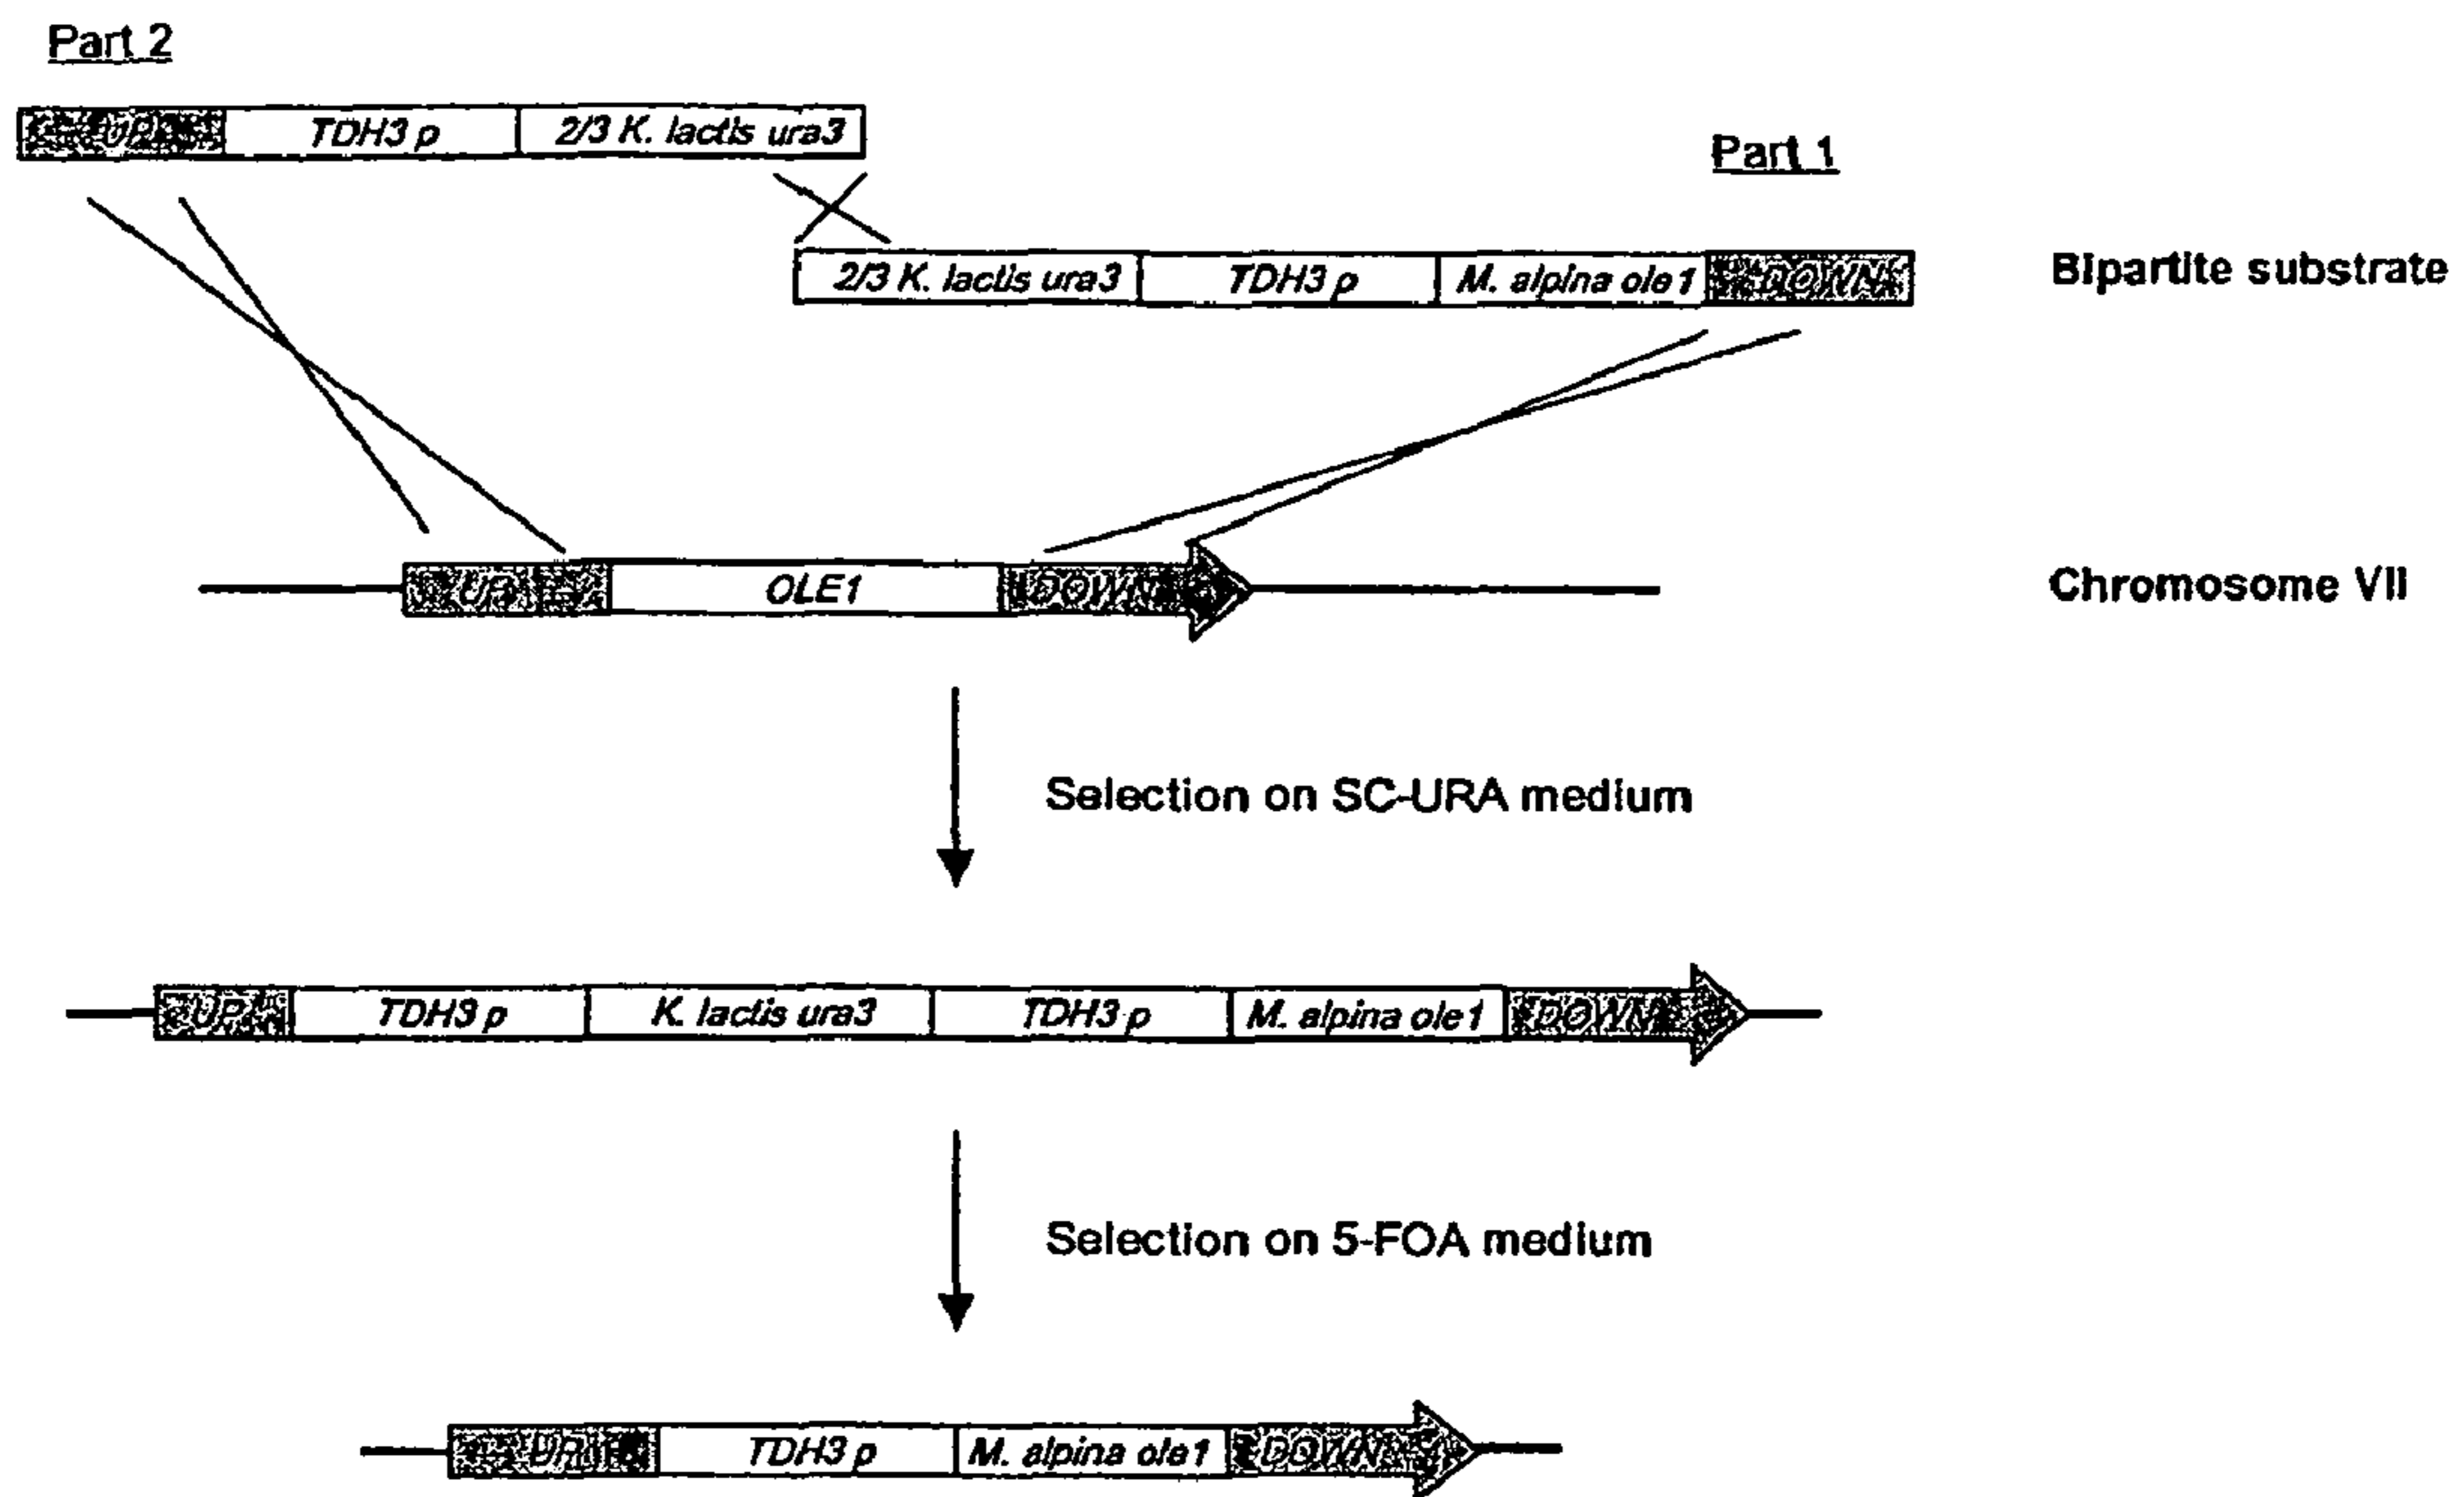 Part 2
UP TDH3 p 2/3 K. lactis ura3
Part 1
2/3 K. lactis ura3 TDH3 p M. alpina ole1 DOWN
Bipartite substrate
UP OLE1 DOWN
Chromosome VII
Selection on SC-URA medium
UP TDH3 p K. lactis ura3 TDH3 p M. alpina ole1 DOWN
Selection on 5-FOA medium
UP TDH3 p M. alpina ole1 DOWN